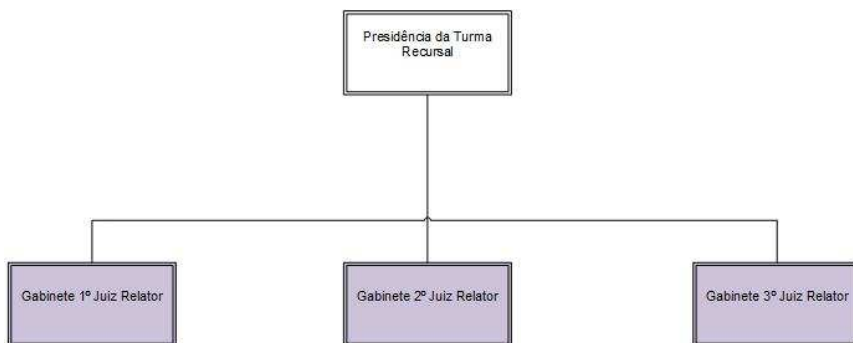 Presidência da Turma
Recursal
Gabinete 1º Juiz Relator
Gabinete 2º Juiz Relator
Gabinete 3º Juiz Relator